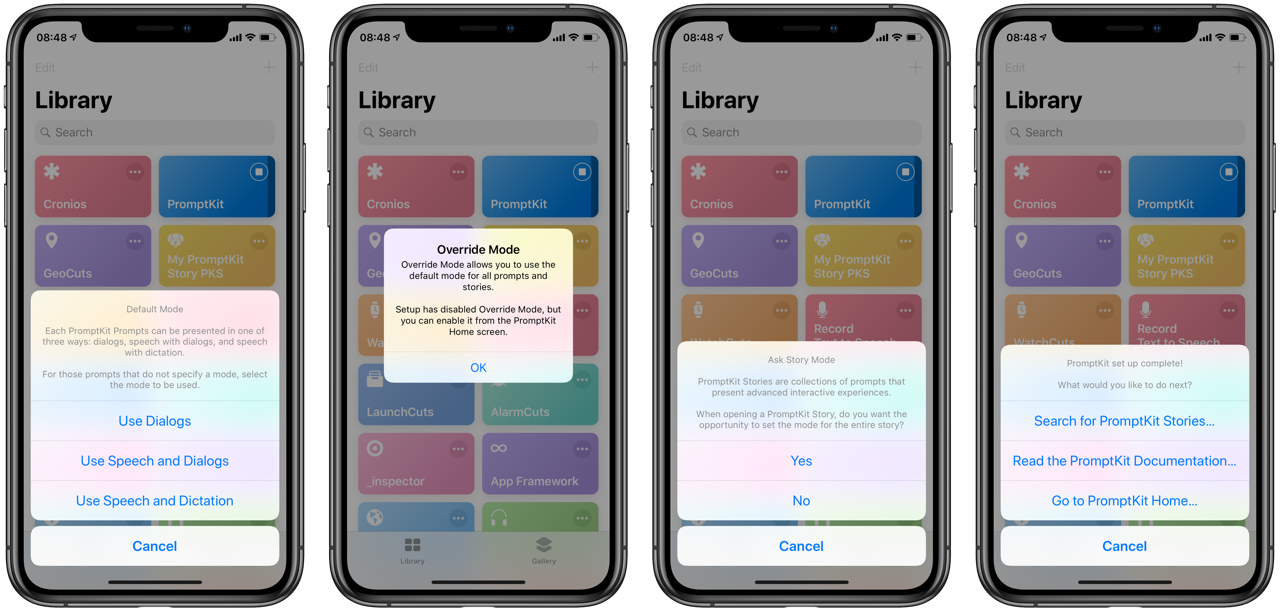 08:48
Edit
Library
Search
Cronios
PromptKit
GeoCuts
My PromptKit
Story PKS
Default Mode
Each PromptKit Prompts can be presented in one of
three ways: dialogs, speech with dialogs, and speech
with dictation.
For those prompts that do not specify a mode, select
the mode to be used.
Use Dialogs
Use Speech and Dialogs
Use Speech and Dictation
Cancel
08:48
Edit
Library
Search
Cronios
PromptKit
Override Mode
Override Mode allows you to use the
default mode for all prompts and
stories.
Setup has disabled Override Mode, but
you can enable it from the PromptKit
Home screen.
OK
LaunchCuts
AlarmCuts
_inspector
App Framework
Library
Gallery
08:48
Edit
Library
Search
Cronios
PromptKit
GeoCuts
My PromptKit
Story PKS
WatchCuts
Record
Text to Speech
Ask Story Mode
PromptKit Stories are collections of prompts that
present advanced interactive experiences.
When opening a PromptKit Story, do you want the
opportunity to set the mode for the entire story?
Yes
No
Cancel
08:48
Edit
Library
Search
Cronios
PromptKit
GeoCuts
My PromptKit
Story PKS
WatchCuts
Record
Text to Speech
PromptKit set up complete!
What would you like to do next?
Search for PromptKit Stories...
Read the PromptKit Documentation...
Go to PromptKit Home...
Cancel